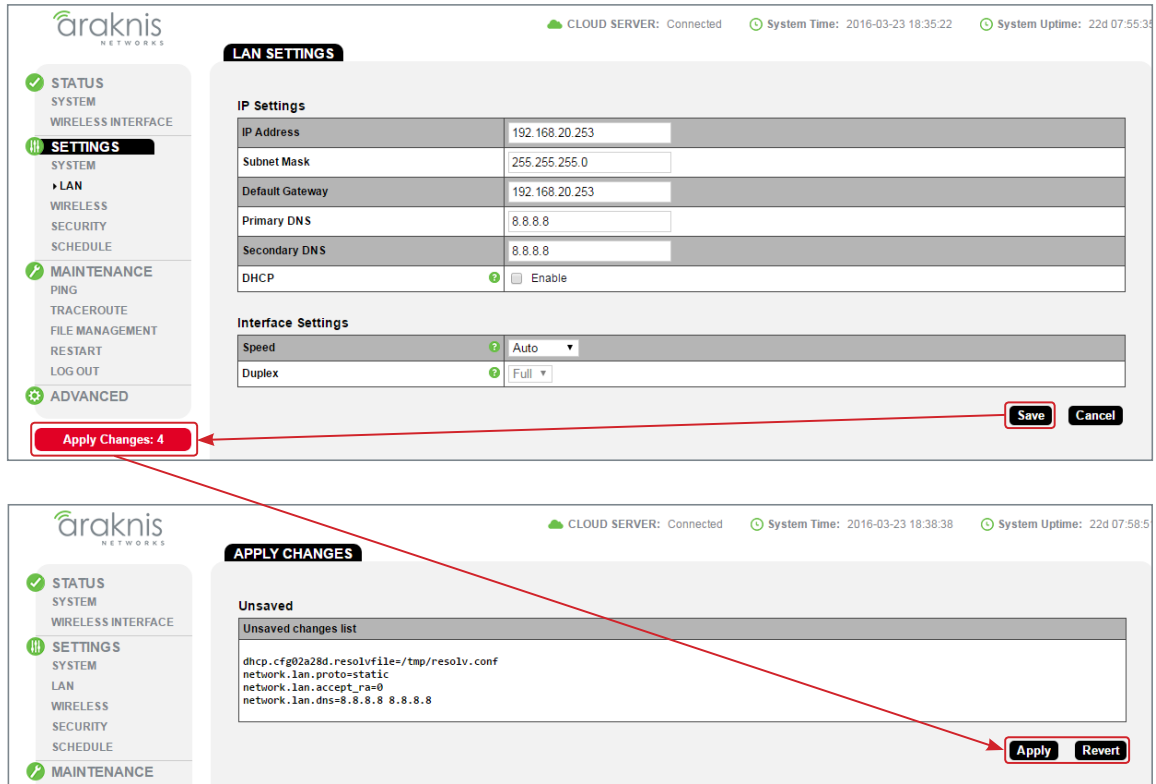 araknis
NETWORKS
CLOUD SERVER: Connected System Time: 2016-03-23 18:35:22 System Uptime: 22d 07:55:35
LAN SETTINGS
STATUS
SYSTEM
WIRELESS INTERFACE
SETTINGS
SYSTEM
LAN
WIRELESS
SECURITY
SCHEDULE
MAINTENANCE
PING
TRACEROUTE
FILE MANAGEMENT
RESTART
LOG OUT
ADVANCED
Apply Changes: 4
IP Settings
IP Address 192.168.20.253
Subnet Mask 255.255.255.0
Default Gateway 192.168.20.253
Primary DNS 8.8.8.8
Secondary DNS 8.8.8.8
DHCP ? Enable
Interface Settings
Speed ? Auto
Duplex ? Full
Save Cancel
araknis
NETWORKS
CLOUD SERVER: Connected System Time: 2016-03-23 18:38:38 System Uptime: 22d 07:58:5
APPLY CHANGES
STATUS
SYSTEM
WIRELESS INTERFACE
SETTINGS
SYSTEM
LAN
WIRELESS
SECURITY
SCHEDULE
MAINTENANCE
Unsaved
Unsaved changes list
dhcp.cfg02a28d.resolvfile=/tmp/resolv.conf
network.lan.proto=static
network.lan.accept_ra=0
network.lan.dns=8.8.8.8 8.8.8.8
Apply Revert